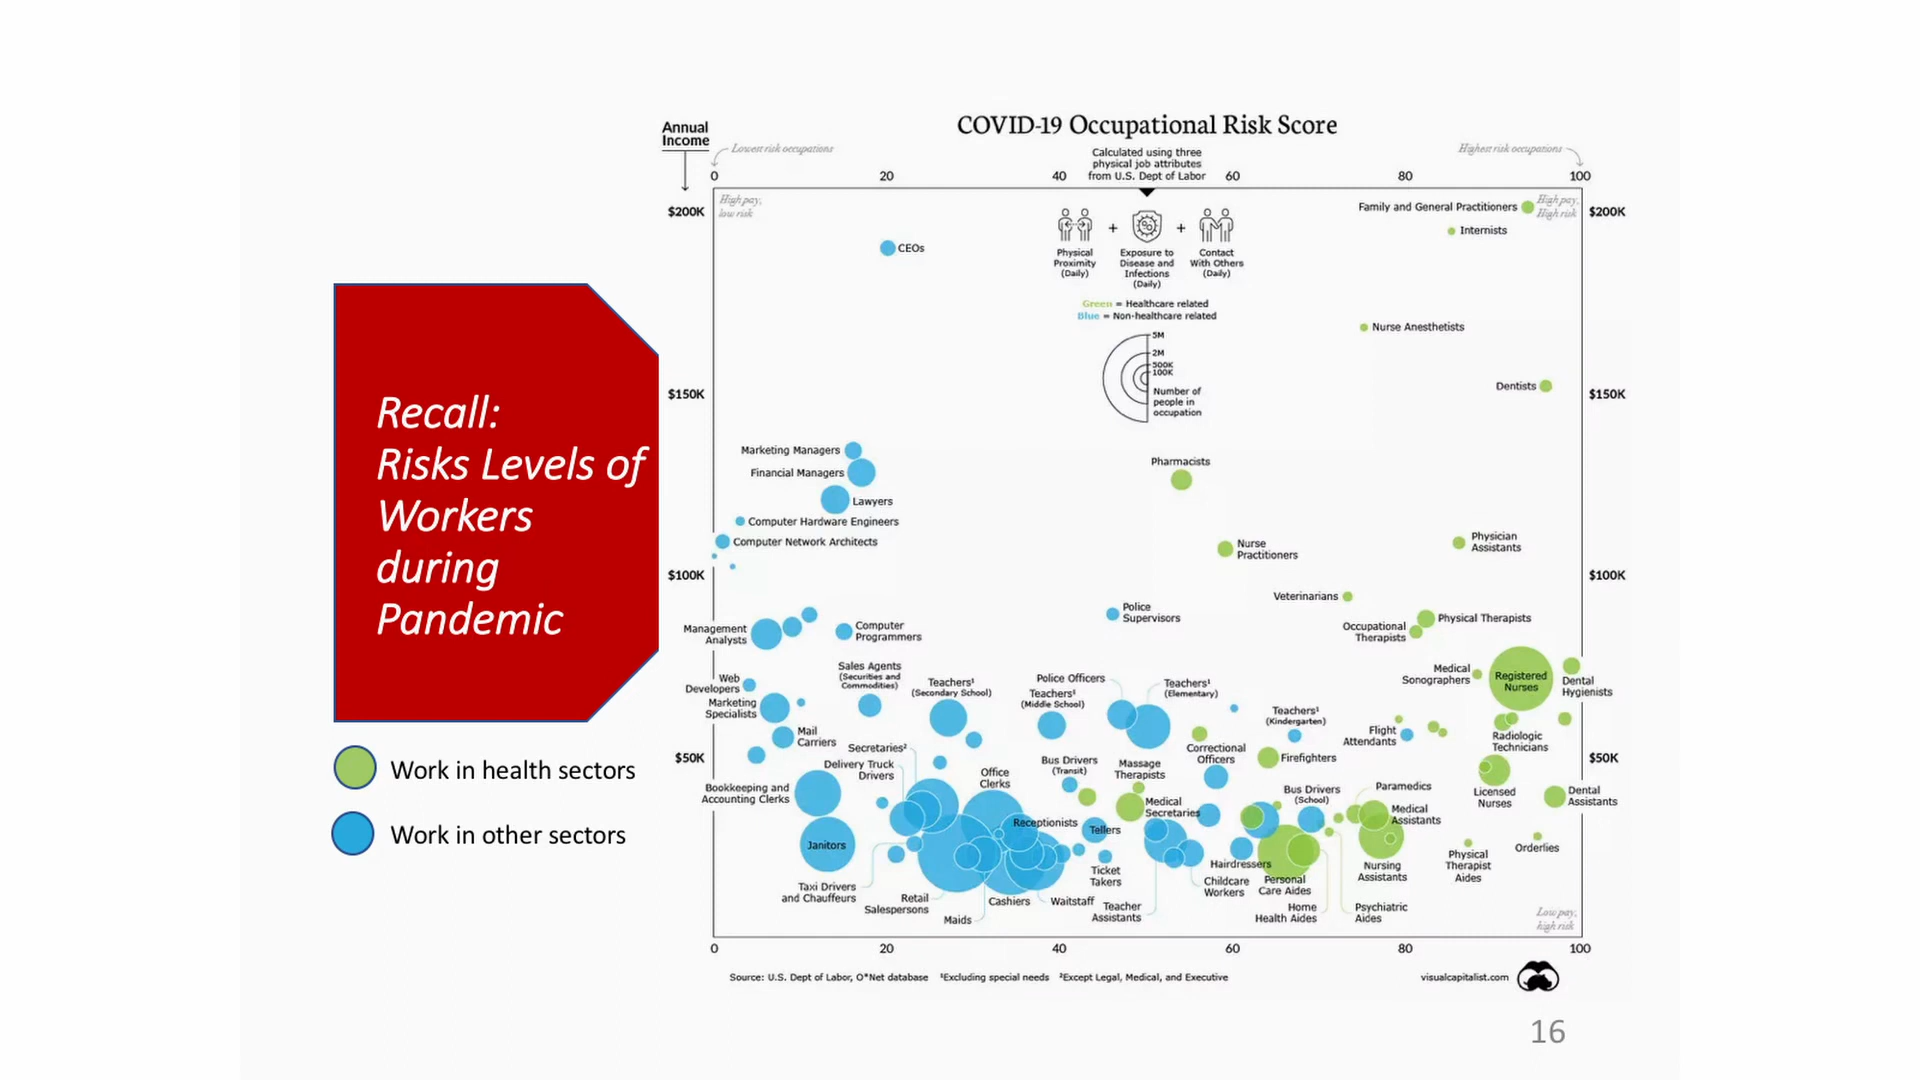 Recall:
Risks Levels of
Workers
during
Pandemic
Work in health sectors
Work in other sectors
COVID-19 Occupational Risk Score
Annual
Income
Lowest risk occupations
Calculated using three
physical job attributes
from U.S. Dept of Labor
Highest risk occupations
0
20
40
60
80
100
High pay,
low risk
High pay,
High risk
$200K
$200K
$150K
$150K
$100K
$100K
$50K
$50K
Physical
Proximity
(Daily)
+
Exposure to
Disease and
Infections
(Daily)
+
Contact
With Others
(Daily)
Green = Healthcare related
Blue = Non-healthcare related
5M
2M
500K
100K
Number of
people in
occupation
Family and General Practitioners
Internists
CEOs
Nurse Anesthetists
Dentists
Marketing Managers
Financial Managers
Lawyers
Pharmacists
Computer Hardware Engineers
Computer Network Architects
Nurse
Practitioners
Physician
Assistants
Veterinarians
Police
Supervisors
Physical Therapists
Occupational
Therapists
Management
Analysts
Computer
Programmers
Sales Agents
(Securities and
Commodities)
Teachers¹
(Secondary School)
Police Officers
Teachers¹
(Middle School)
Teachers¹
(Elementary)
Medical
Sonographers
Registered
Nurses
Dental
Hygienists
Web
Developers
Marketing
Specialists
Mail
Carriers
Teachers¹
(Kindergarten)
Flight
Attendants
Radiologic
Technicians
Secretaries²
Delivery Truck
Drivers
Office
Clerks
Bus Drivers
(Transit)
Massage
Therapists
Correctional
Officers
Firefighters
Bookkeeping and
Accounting Clerks
Medical
Secretaries
Bus Drivers
(School)
Paramedics
Medical
Assistants
Licensed
Nurses
Dental
Assistants
Receptionists
Tellers
Janitors
Hairdressers
Nursing
Assistants
Physical
Therapist
Aides
Orderlies
Taxi Drivers
and Chauffeurs
Retail
Salespersons
Maids
Cashiers
Waitstaff
Ticket
Takers
Teacher
Assistants
Childcare
Workers
Personal
Care Aides
Home
Health Aides
Psychiatric
Aides
Low pay,
high risk
0
20
40
60
80
100
Source: U.S. Dept of Labor, O*Net database ¹Excluding special needs ²Except Legal, Medical, and Executive
visualcapitalist.com
16